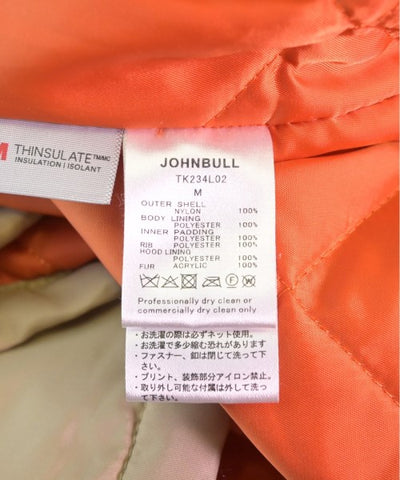 THINSULATE™/MC
INSULATION | ISOLANT
JOHNBULL
TK234L02
M
OUTER SHELL
NYLON 100%
BODY LINING
POLYESTER 100%
INNER PADDING
POLYESTER 100%
RIB POLYESTER 100%
HOOD LINING
POLYESTER 100%
FUR ACRYLIC 100%
Professionally dry clean or
commercially dry clean only
・お洗濯の際は必ずネット使用。
・お洗濯で多少縮む恐れがあります
・ファスナー、釦は閉じて洗って下
さい。
・プリント、装飾部分アイロン禁止。
・取り外し可能な付属は外して洗っ
て下さい。